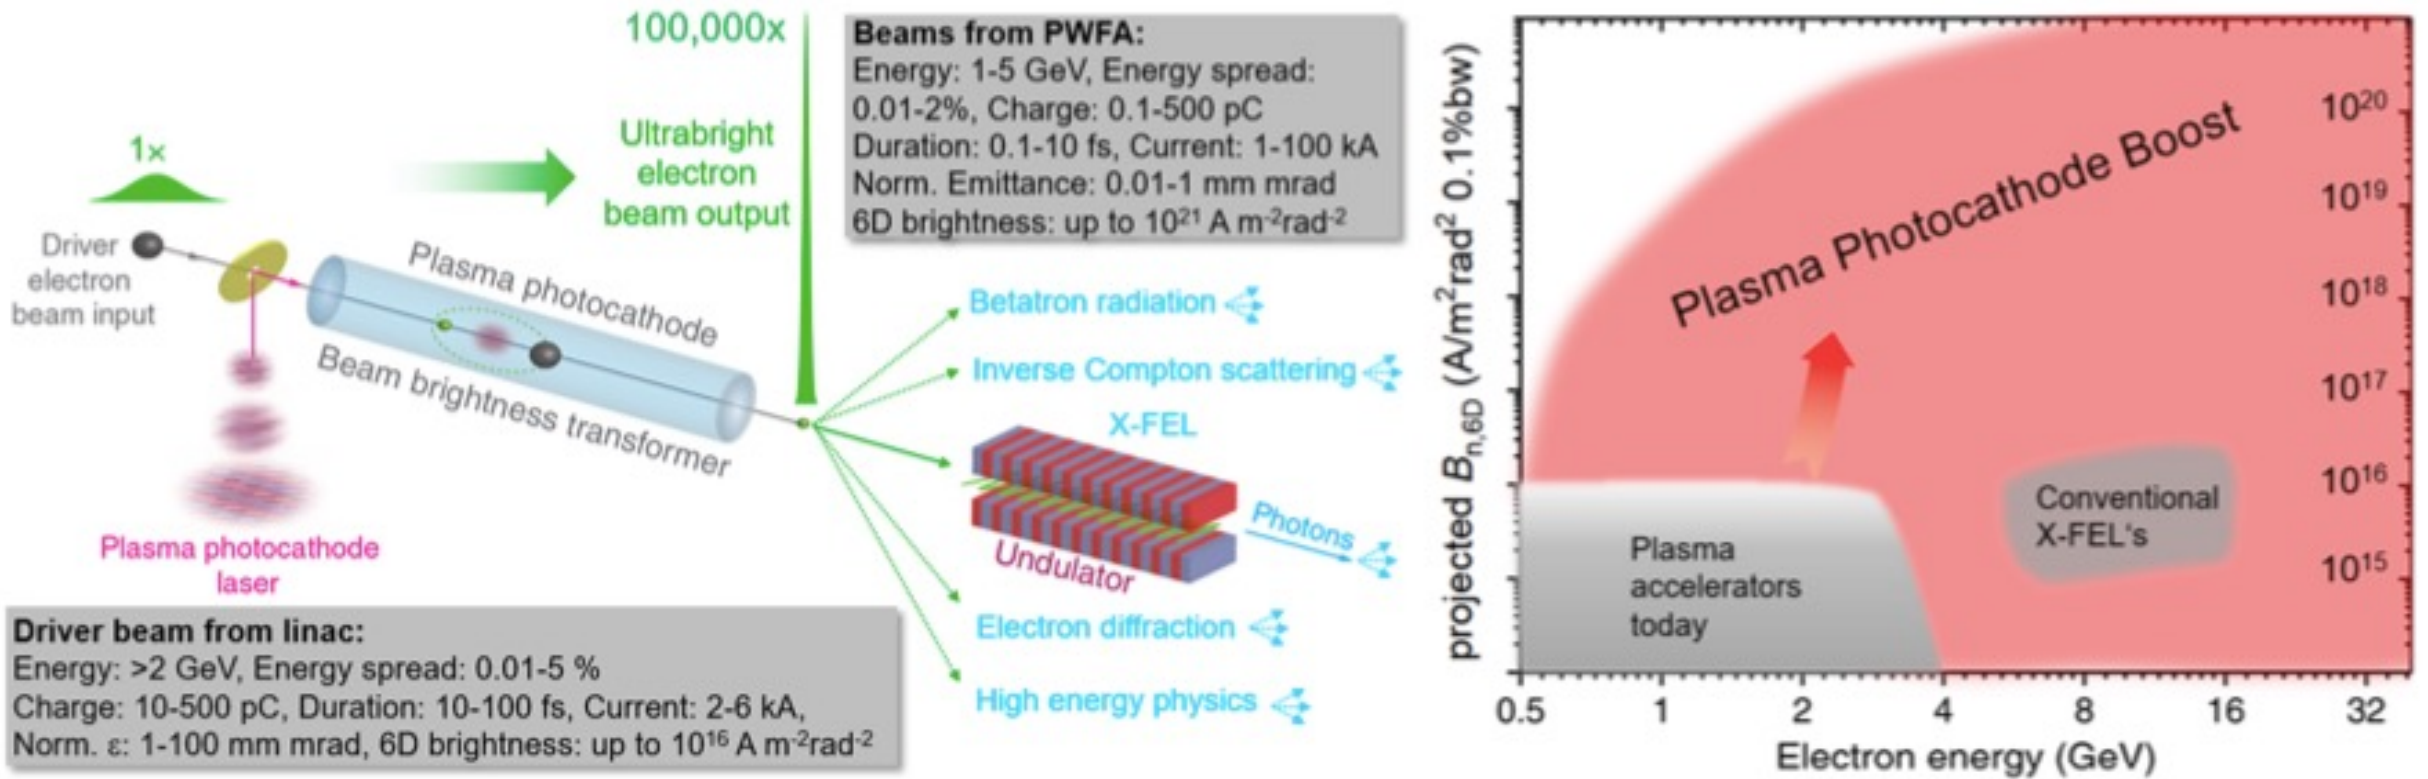 1×
Driver
electron
beam input
100,000x
Ultrabright
electron
beam output
Plasma photocathode
Beam brightness transformer
Plasma photocathode
laser
Beams from PWFA:
Energy: 1-5 GeV, Energy spread:
0.01-2%, Charge: 0.1-500 pC
Duration: 0.1-10 fs, Current: 1-100 kA
Norm. Emittance: 0.01-1 mm mrad
6D brightness: up to 10²¹ A m⁻²rad⁻²
Betatron radiation
Inverse Compton scattering
X-FEL
Undulator
Photons
Electron diffraction
High energy physics
Driver beam from linac:
Energy: >2 GeV, Energy spread: 0.01-5 %
Charge: 10-500 pC, Duration: 10-100 fs, Current: 2-6 kA,
Norm. ε: 1-100 mm mrad, 6D brightness: up to 10¹⁶ A m⁻²rad⁻²
projected Bn,6D (A/m²rad² 0.1%bw)
Plasma Photocathode Boost
Plasma
accelerators
today
Conventional
X-FEL's
10²⁰
10¹⁹
10¹⁸
10¹⁷
10¹⁶
10¹⁵
0.5 1 2 4 8 16 32
Electron energy (GeV)